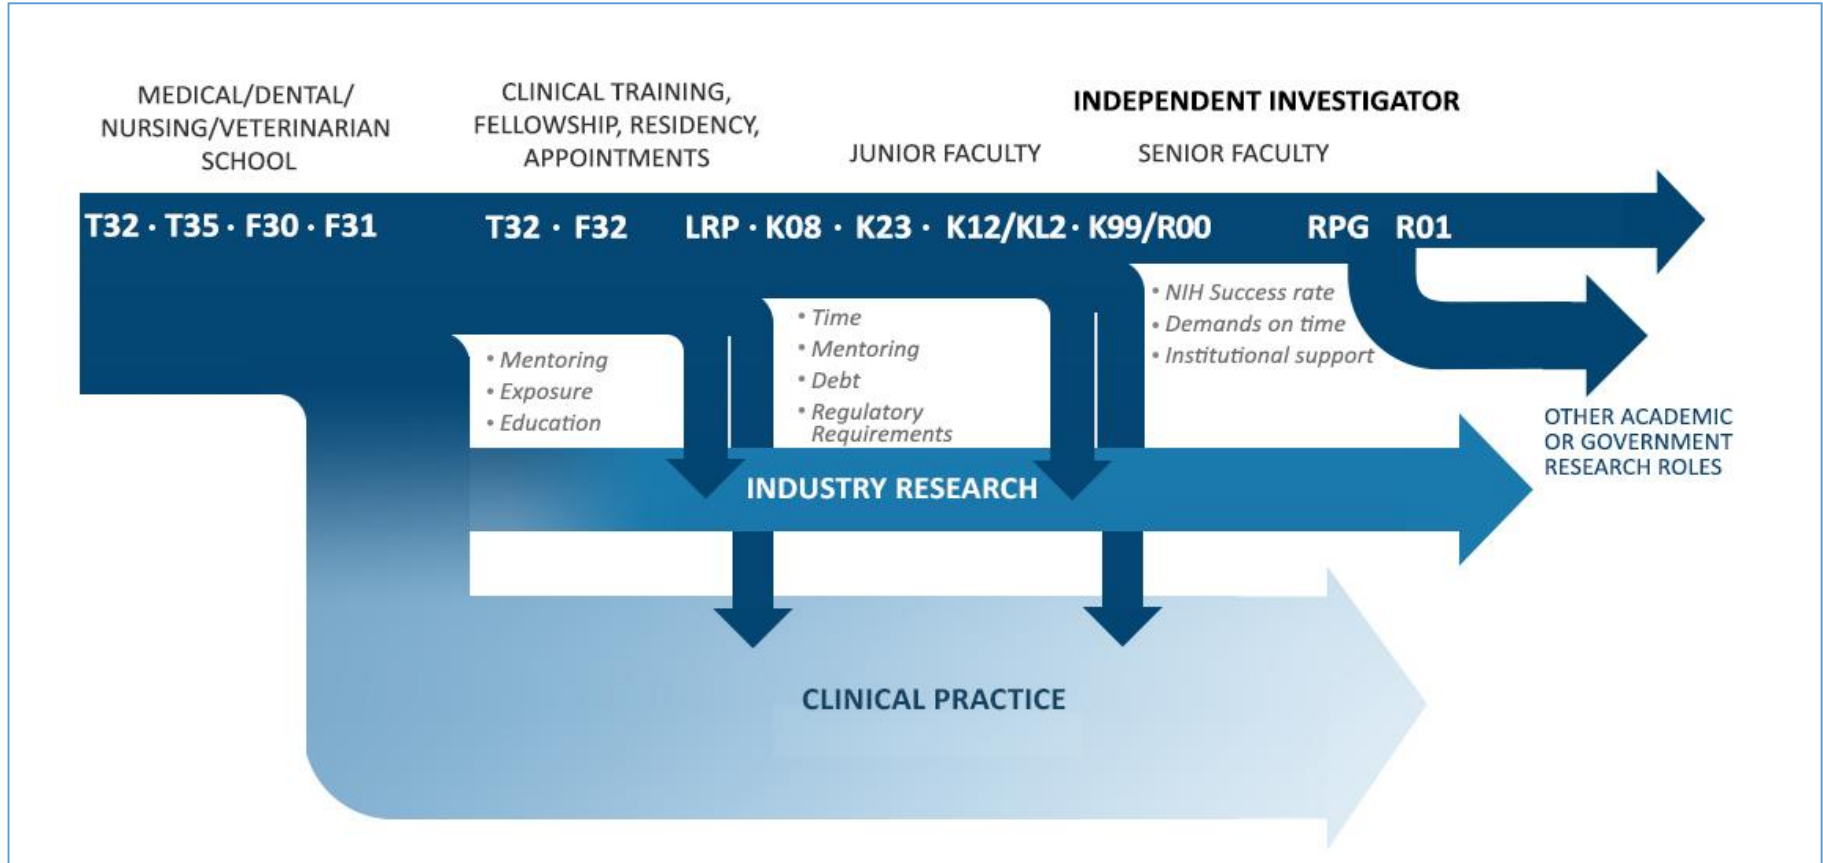 MEDICAL/DENTAL/
NURSING/VETERINARIAN
SCHOOL
CLINICAL TRAINING,
FELLOWSHIP, RESIDENCY,
APPOINTMENTS
JUNIOR FACULTY
INDEPENDENT INVESTIGATOR
SENIOR FACULTY
T32 · T35 · F30 · F31
T32 · F32
LRP · K08 · K23 · K12/KL2 · K99/R00
RPG R01
• Mentoring
• Exposure
• Education
• Time
• Mentoring
• Debt
• Regulatory
Requirements
• NIH Success rate
• Demands on time
• Institutional support
OTHER ACADEMIC
OR GOVERNMENT
RESEARCH ROLES
INDUSTRY RESEARCH
CLINICAL PRACTICE